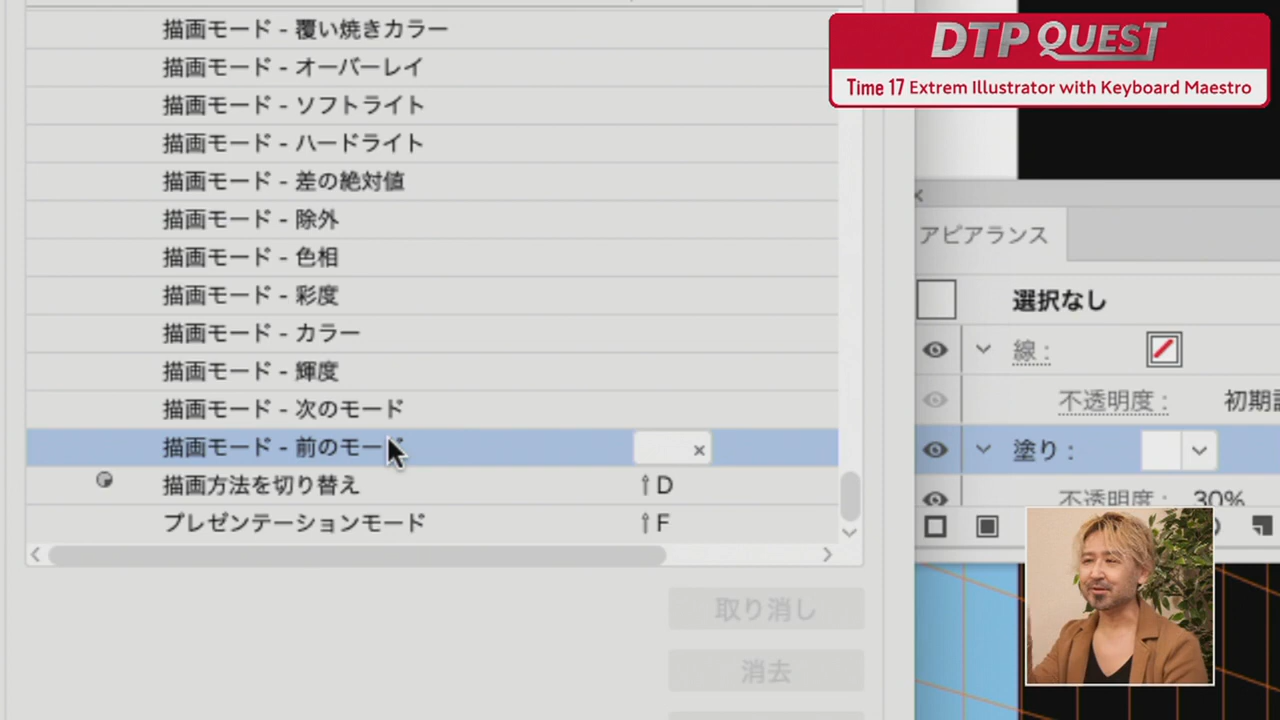 描画モード - 覆い焼きカラー
描画モード - オーバーレイ
描画モード - ソフトライト
描画モード - ハードライト
描画モード - 差の絶対値
描画モード - 除外
描画モード - 色相
描画モード - 彩度
描画モード - カラー
描画モード - 輝度
描画モード - 次のモード
描画モード - 前のモード
描画方法を切り替え ⇧D
プレゼンテーションモード ⇧F
取り消し
消去
DTP QUEST
Time 17 Extrem Illustrator with Keyboard Maestro
アピアランス
選択なし
線 :
不透明度 : 初期
塗り :
不透明度 : 30%